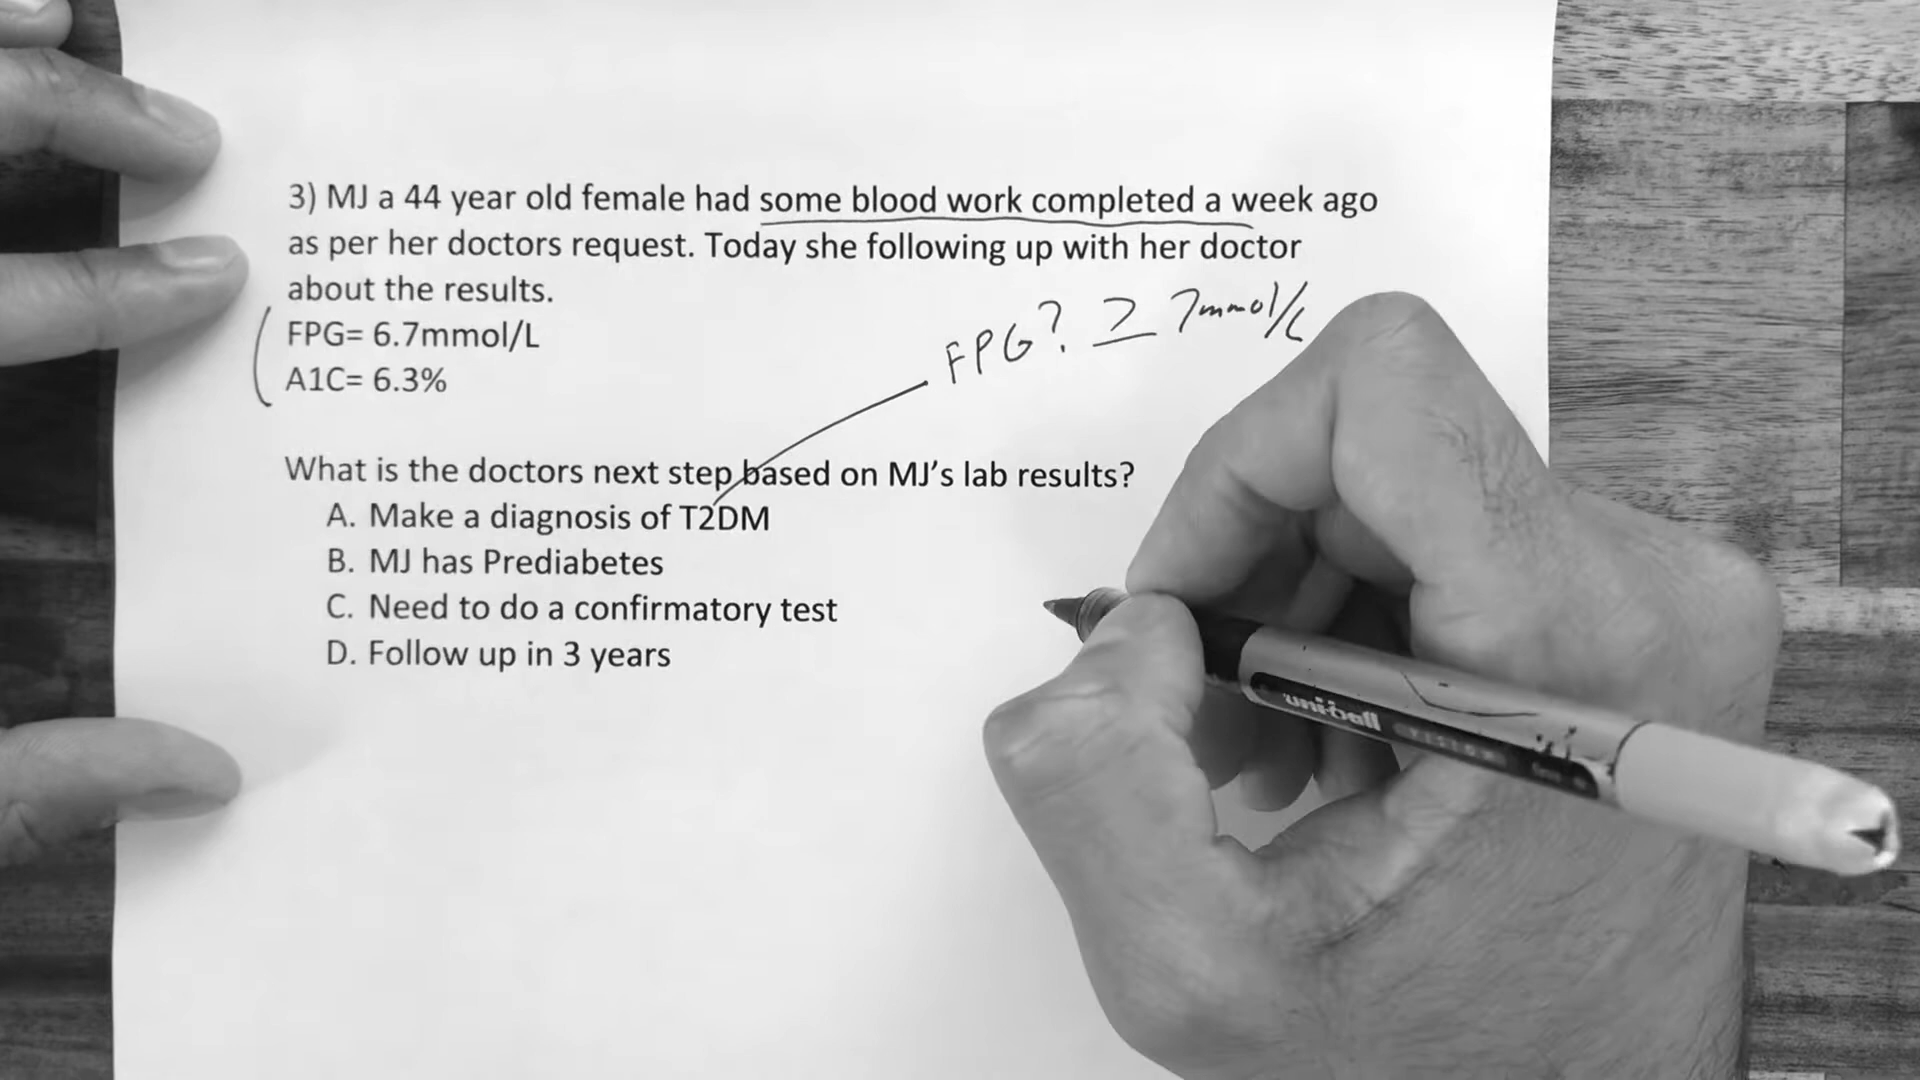 3) MJ a 44 year old female had some blood work completed a week ago
as per her doctors request. Today she following up with her doctor
about the results.
FPG= 6.7mmol/L
A1C= 6.3%
FPG? ≥ 7mmol/L
What is the doctors next step based on MJ's lab results?
A. Make a diagnosis of T2DM
B. MJ has Prediabetes
C. Need to do a confirmatory test
D. Follow up in 3 years
uni-ball VISION